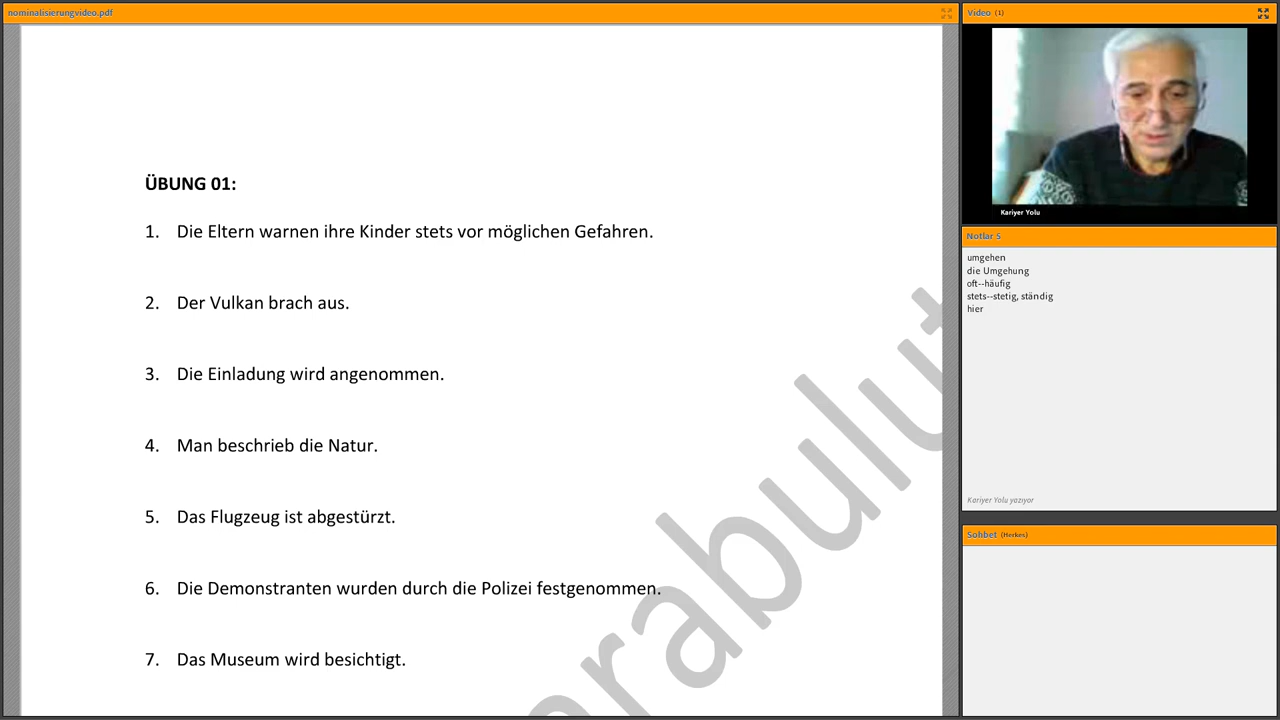 nominalisierungvideo.pdf
ÜBUNG 01:
1. Die Eltern warnen ihre Kinder stets vor möglichen Gefahren.
2. Der Vulkan brach aus.
3. Die Einladung wird angenommen.
4. Man beschrieb die Natur.
5. Das Flugzeug ist abgestürzt.
6. Die Demonstranten wurden durch die Polizei festgenommen.
7. Das Museum wird besichtigt.
arabulut
Video (1)
Kariyer Yolu
Notlar 5
umgehen
die Umgehung
oft--häufig
stets--stetig, ständig
hier
Kariyer Yolu yazıyor
Sohbet (Herkes)